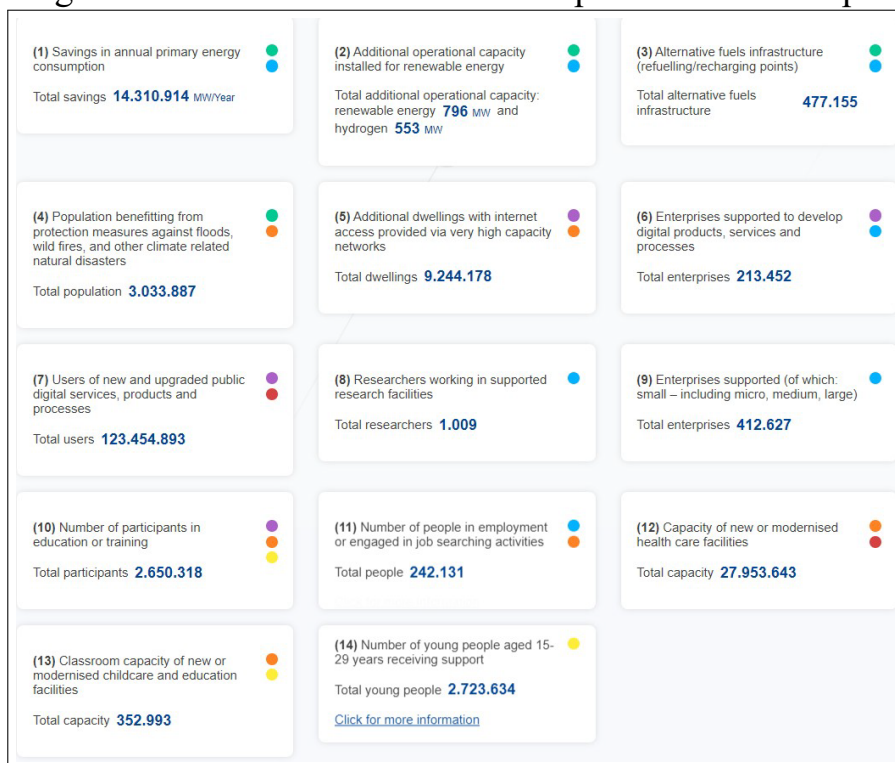 (1) Savings in annual primary energy
consumption
Total savings 14.310.914 MW/Year
(2) Additional operational capacity
installed for renewable energy
Total additional operational capacity:
renewable energy 796 MW and
hydrogen 553 MW
(3) Alternative fuels infrastructure
(refuelling/recharging points)
Total alternative fuels
infrastructure
477.155
(4) Population benefitting from
protection measures against floods,
wild fires, and other climate related
natural disasters
Total population 3.033.887
(5) Additional dwellings with internet
access provided via very high capacity
networks
Total dwellings 9.244.178
(6) Enterprises supported to develop
digital products, services and
processes
Total enterprises 213.452
(7) Users of new and upgraded public
digital services, products and
processes
Total users 123.454.893
(8) Researchers working in supported
research facilities
Total researchers 1.009
(9) Enterprises supported (of which:
small – including micro, medium, large)
Total enterprises 412.627
(10) Number of participants in
education or training
Total participants 2.650.318
(11) Number of people in employment
or engaged in job searching activities
Total people 242.131
(12) Capacity of new or modernised
health care facilities
Total capacity 27.953.643
(13) Classroom capacity of new or
modernised childcare and education
facilities
Total capacity 352.993
(14) Number of young people aged 15-
29 years receiving support
Total young people 2.723.634
Click for more information